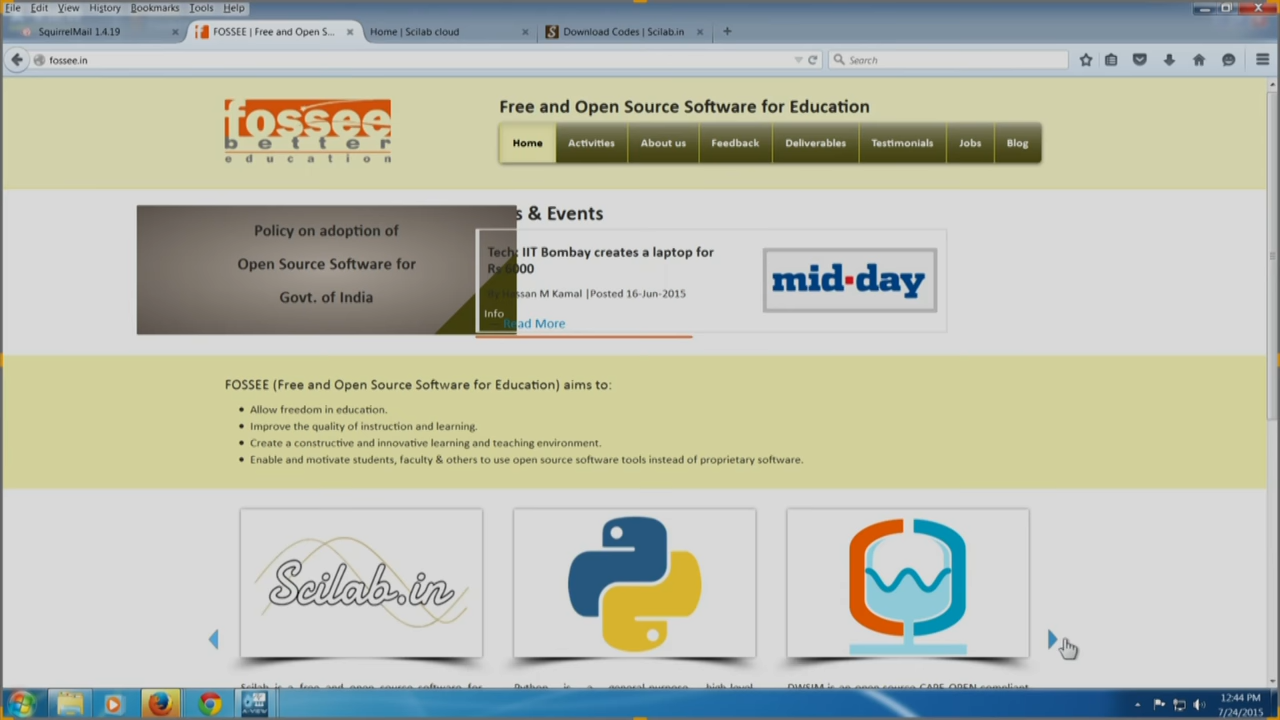 File Edit View History Bookmarks Tools Help
SquirrelMail 1.4.19
FOSSEE | Free and Open S...
Home | Scilab cloud
Download Codes | Scilab.in
fossee.in
Search
fossee
better
education
Free and Open Source Software for Education
Home Activities About us Feedback Deliverables Testimonials Jobs Blog
Policy on adoption of
Open Source Software for
Govt. of India
Info
s & Events
Tech: IIT Bombay creates a laptop for
Rs 6000
By Hassan M Kamal |Posted 16-Jun-2015
Read More
mid-day
FOSSEE (Free and Open Source Software for Education) aims to:
Allow freedom in education.
Improve the quality of instruction and learning.
Create a constructive and innovative learning and teaching environment.
Enable and motivate students, faculty & others to use open source software tools instead of proprietary software.
Scilab.in
Scilab is a free and open source software for
Python is a general-purpose, high-level
DWSIM is an open source CAPE-OPEN compliant
12:44 PM
7/24/2015